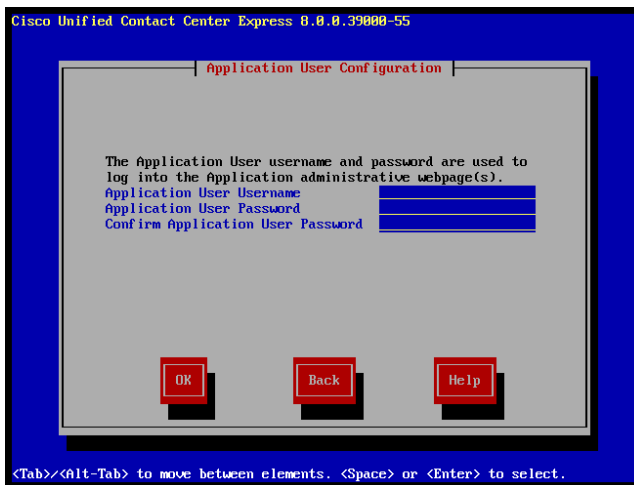 Cisco Unified Contact Center Express 8.0.0.39000-55
Application User Configuration
The Application User username and password are used to
log into the Application administrative webpage(s).
Application User Username
Application User Password
Confirm Application User Password
OK
Back
Help
<Tab>/<Alt-Tab> to move between elements. <Space> or <Enter> to select.